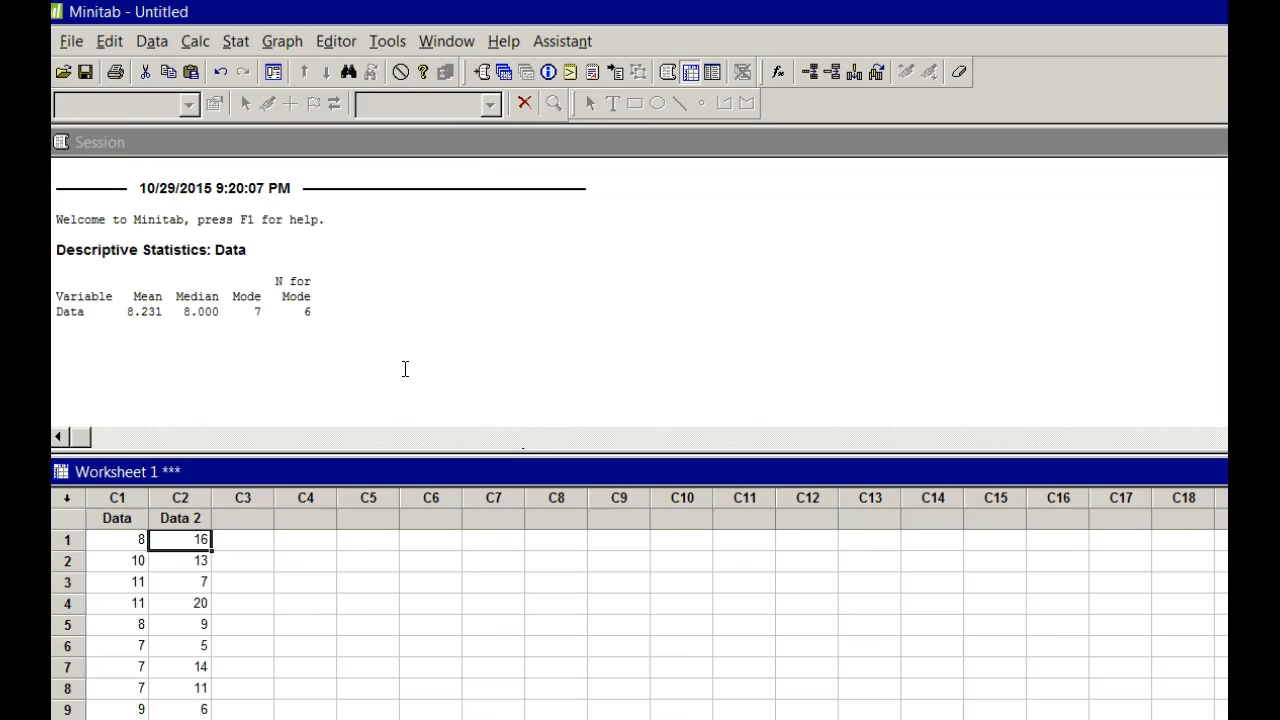 Minitab - Untitled
File Edit Data Calc Stat Graph Editor Tools Window Help Assistant
Session
10/29/2015 9:20:07 PM
Welcome to Minitab, press F1 for help.
Descriptive Statistics: Data
N for
Variable Mean Median Mode Mode
Data 8.231 8.000 7 6
Worksheet 1 ***
C1 C2 C3 C4 C5 C6 C7 C8 C9 C10 C11 C12 C13 C14 C15 C16 C17 C18
Data Data 2
1 8 16
2 10 13
3 11 7
4 11 20
5 8 9
6 7 5
7 7 14
8 7 11
9 9 6